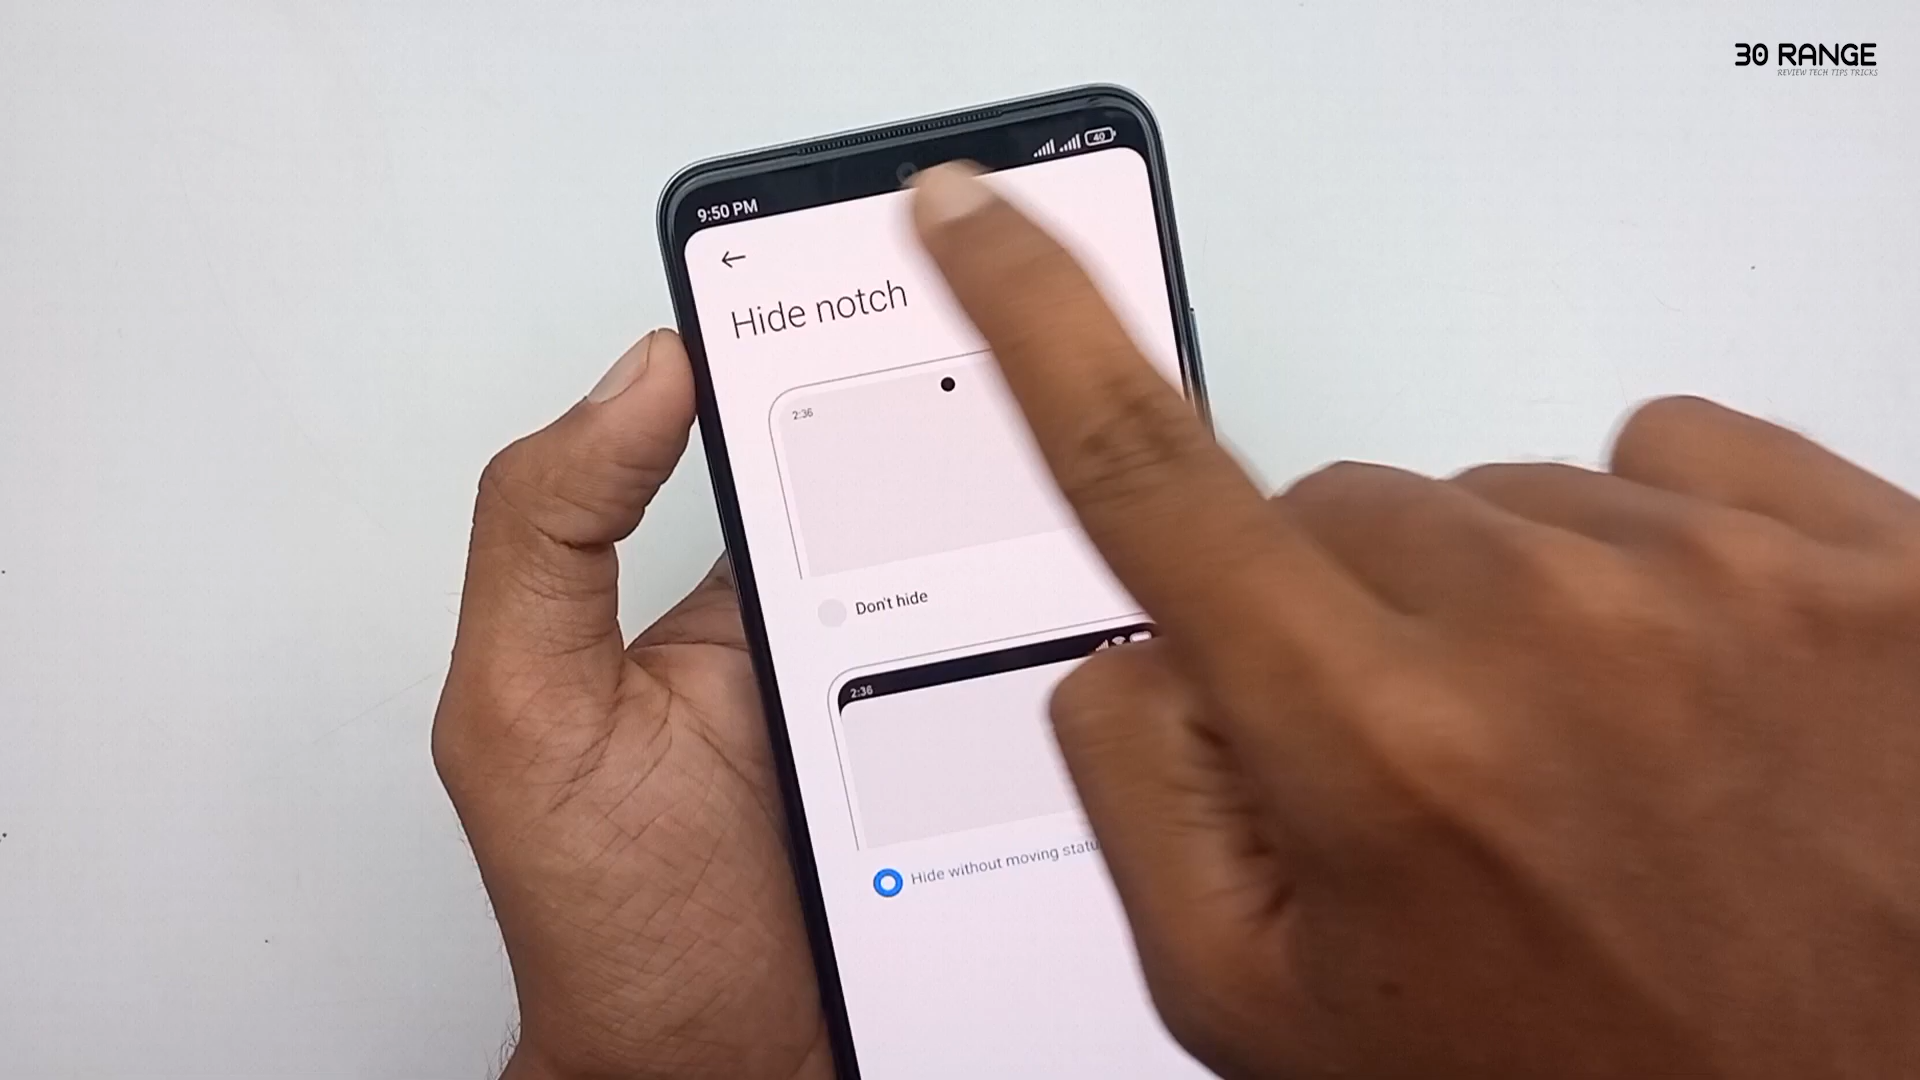 30 RANGE
REVIEW TECH TIPS TRICKS
40
9:50 PM
Hide notch
2:36
Don't hide
2:36
Hide without moving